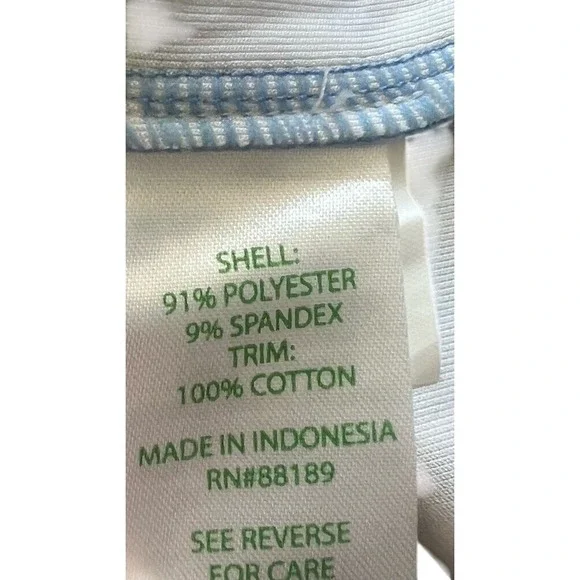 SHELL:
91% POLYESTER
9% SPANDEX
TRIM:
100% COTTON
MADE IN INDONESIA
RN#88189
SEE REVERSE
FOR CARE